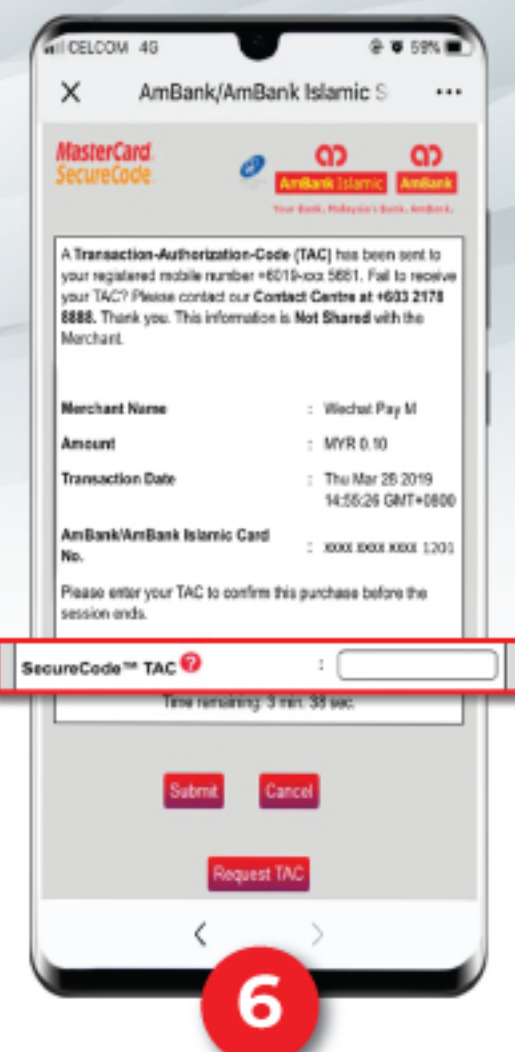 CELCOM 4G 59%
AmBank/AmBank Islamic S ...
MasterCard.
SecureCode.
AmBank Islamic AmBank
Your Bank. Malaysia's Bank. AmBank.
A Transaction-Authorization-Code (TAC) has been sent to
your registered mobile number +6019-xxx 5661. Fail to receive
your TAC? Please contact our Contact Centre at +603 2178
8888. Thank you. This information is Not Shared with the
Merchant.
Merchant Name : Wechat Pay M
Amount : MYR 0.10
Transaction Date : Thu Mar 28 2019
14:55:26 GMT+0800
AmBank/AmBank Islamic Card
No. : xxxx xxxx xxxx 1201
Please enter your TAC to confirm this purchase before the
session ends.
SecureCode™ TAC ? :
Time remaining: 3 min. 38 sec.
Submit Cancel
Request TAC
6